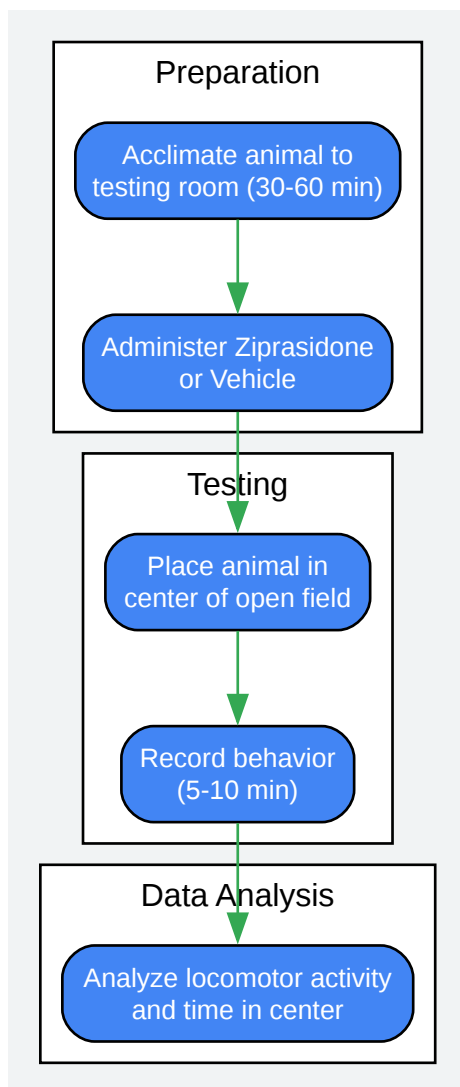 Preparation
Acclimate animal to
testing room (30-60 min)
Administer Ziprasidone
or Vehicle
Testing
Place animal in
center of open field
Record behavior
(5-10 min)
Data Analysis
Analyze locomotor activity
and time in center